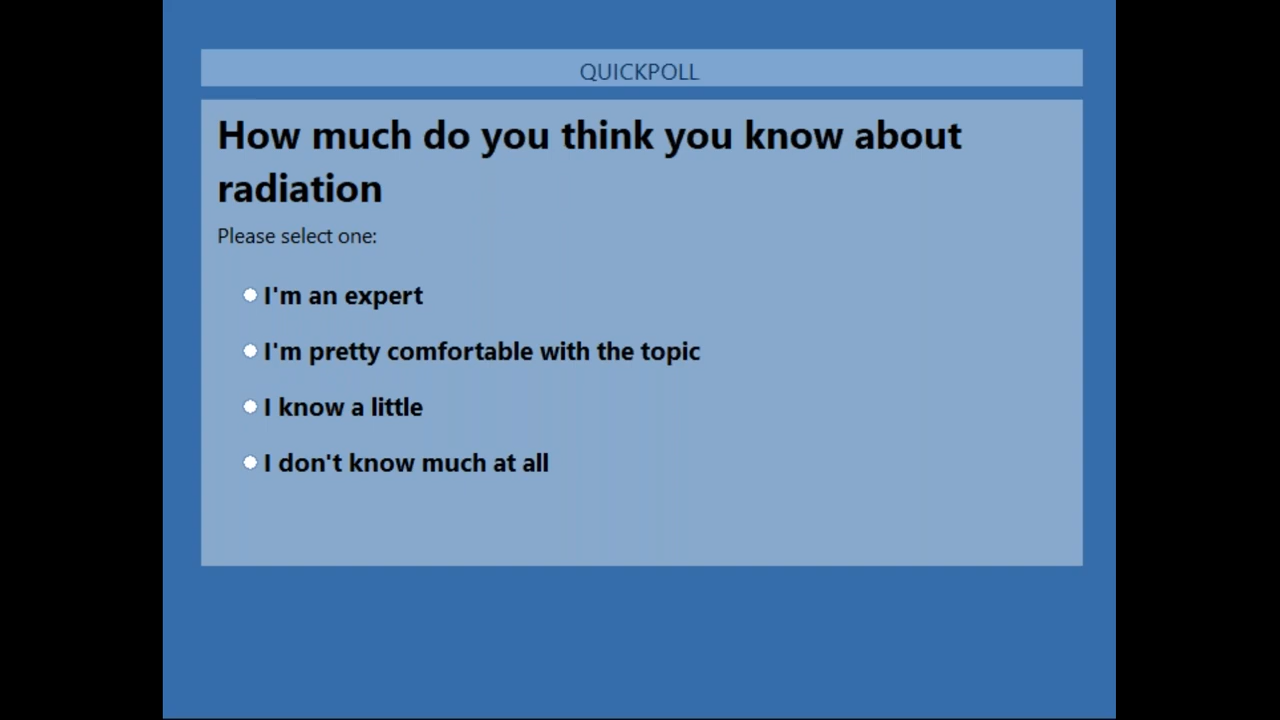 QUICKPOLL
How much do you think you know about
radiation
Please select one:
I'm an expert
I'm pretty comfortable with the topic
I know a little
I don't know much at all